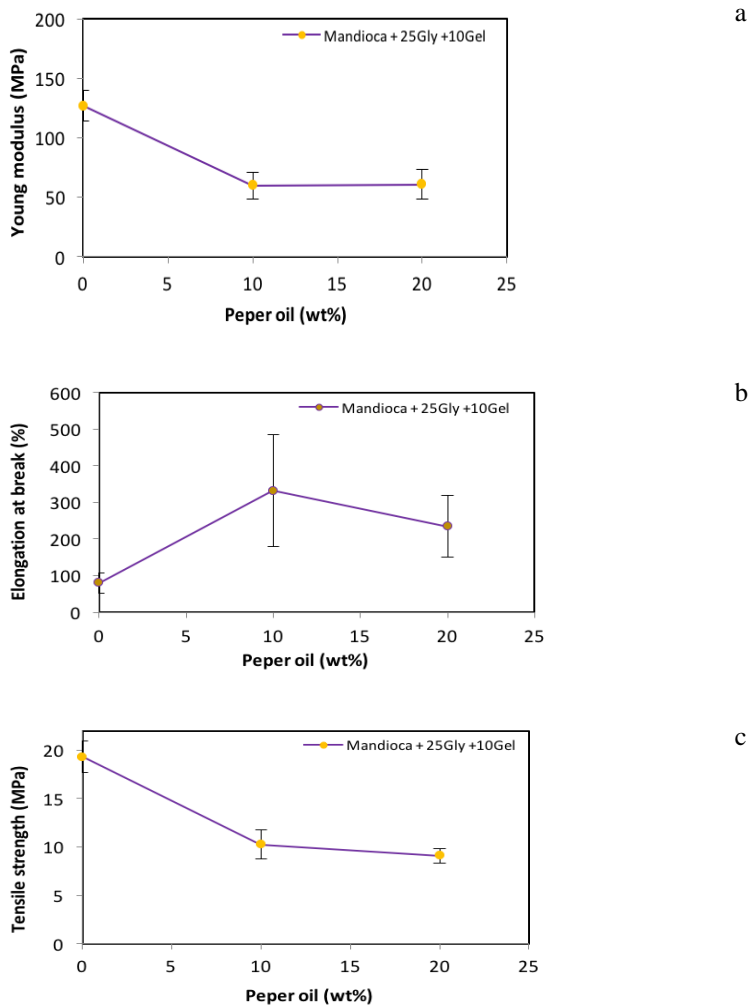 a
200
150
100
50
0
Young modulus (MPa)
Mandioca + 25Gly +10Gel
0 5 10 15 20 25
Peper oil (wt%)
b
600
500
400
300
200
100
0
Elongation at break (%)
Mandioca + 25Gly +10Gel
0 5 10 15 20 25
Peper oil (wt%)
c
20
15
10
5
0
Tensile strength (MPa)
Mandioca + 25Gly +10Gel
0 5 10 15 20 25
Peper oil (wt%)